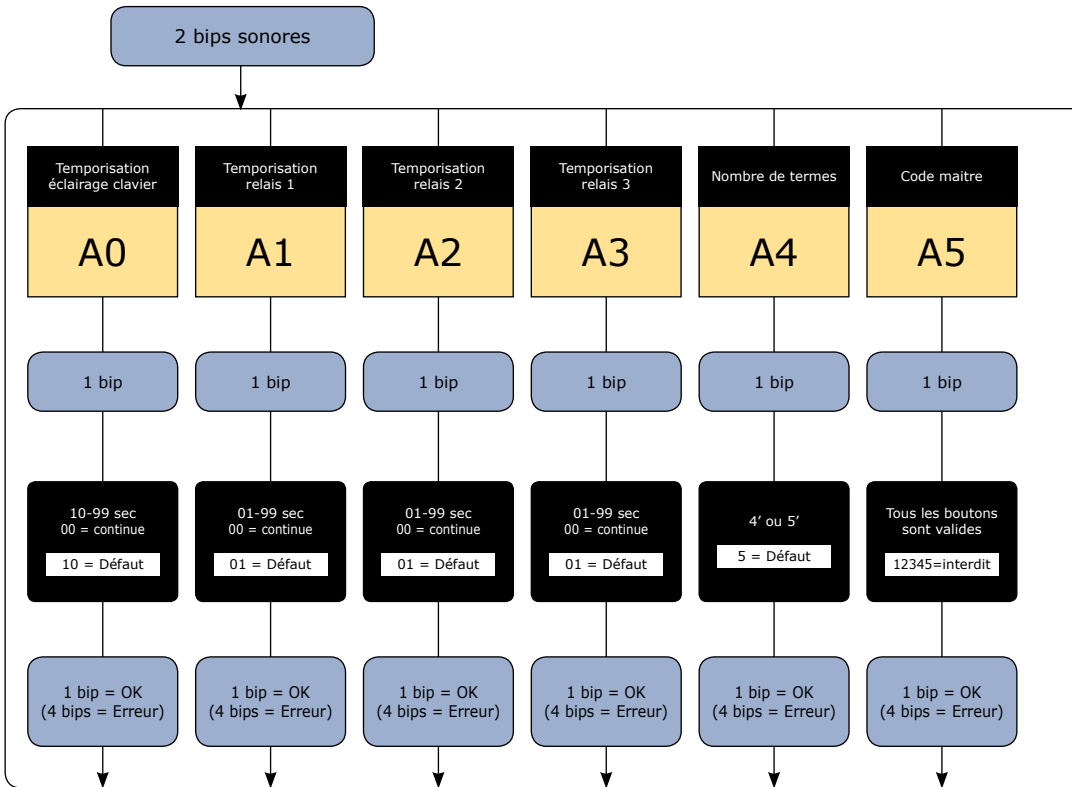 2 bips sonores
Temporisation
éclairage clavier
A0
1 bip
10-99 sec
00 = continue
10 = Défaut
1 bip = OK
(4 bips = Erreur)
Temporisation
relais 1
A1
1 bip
01-99 sec
00 = continue
01 = Défaut
1 bip = OK
(4 bips = Erreur)
Temporisation
relais 2
A2
1 bip
01-99 sec
00 = continue
01 = Défaut
1 bip = OK
(4 bips = Erreur)
Temporisation
relais 3
A3
1 bip
01-99 sec
00 = continue
01 = Défaut
1 bip = OK
(4 bips = Erreur)
Nombre de termes
A4
1 bip
4’ ou 5’
5 = Défaut
1 bip = OK
(4 bips = Erreur)
Code maitre
A5
1 bip
Tous les boutons
sont valides
12345=interdit
1 bip = OK
(4 bips = Erreur)